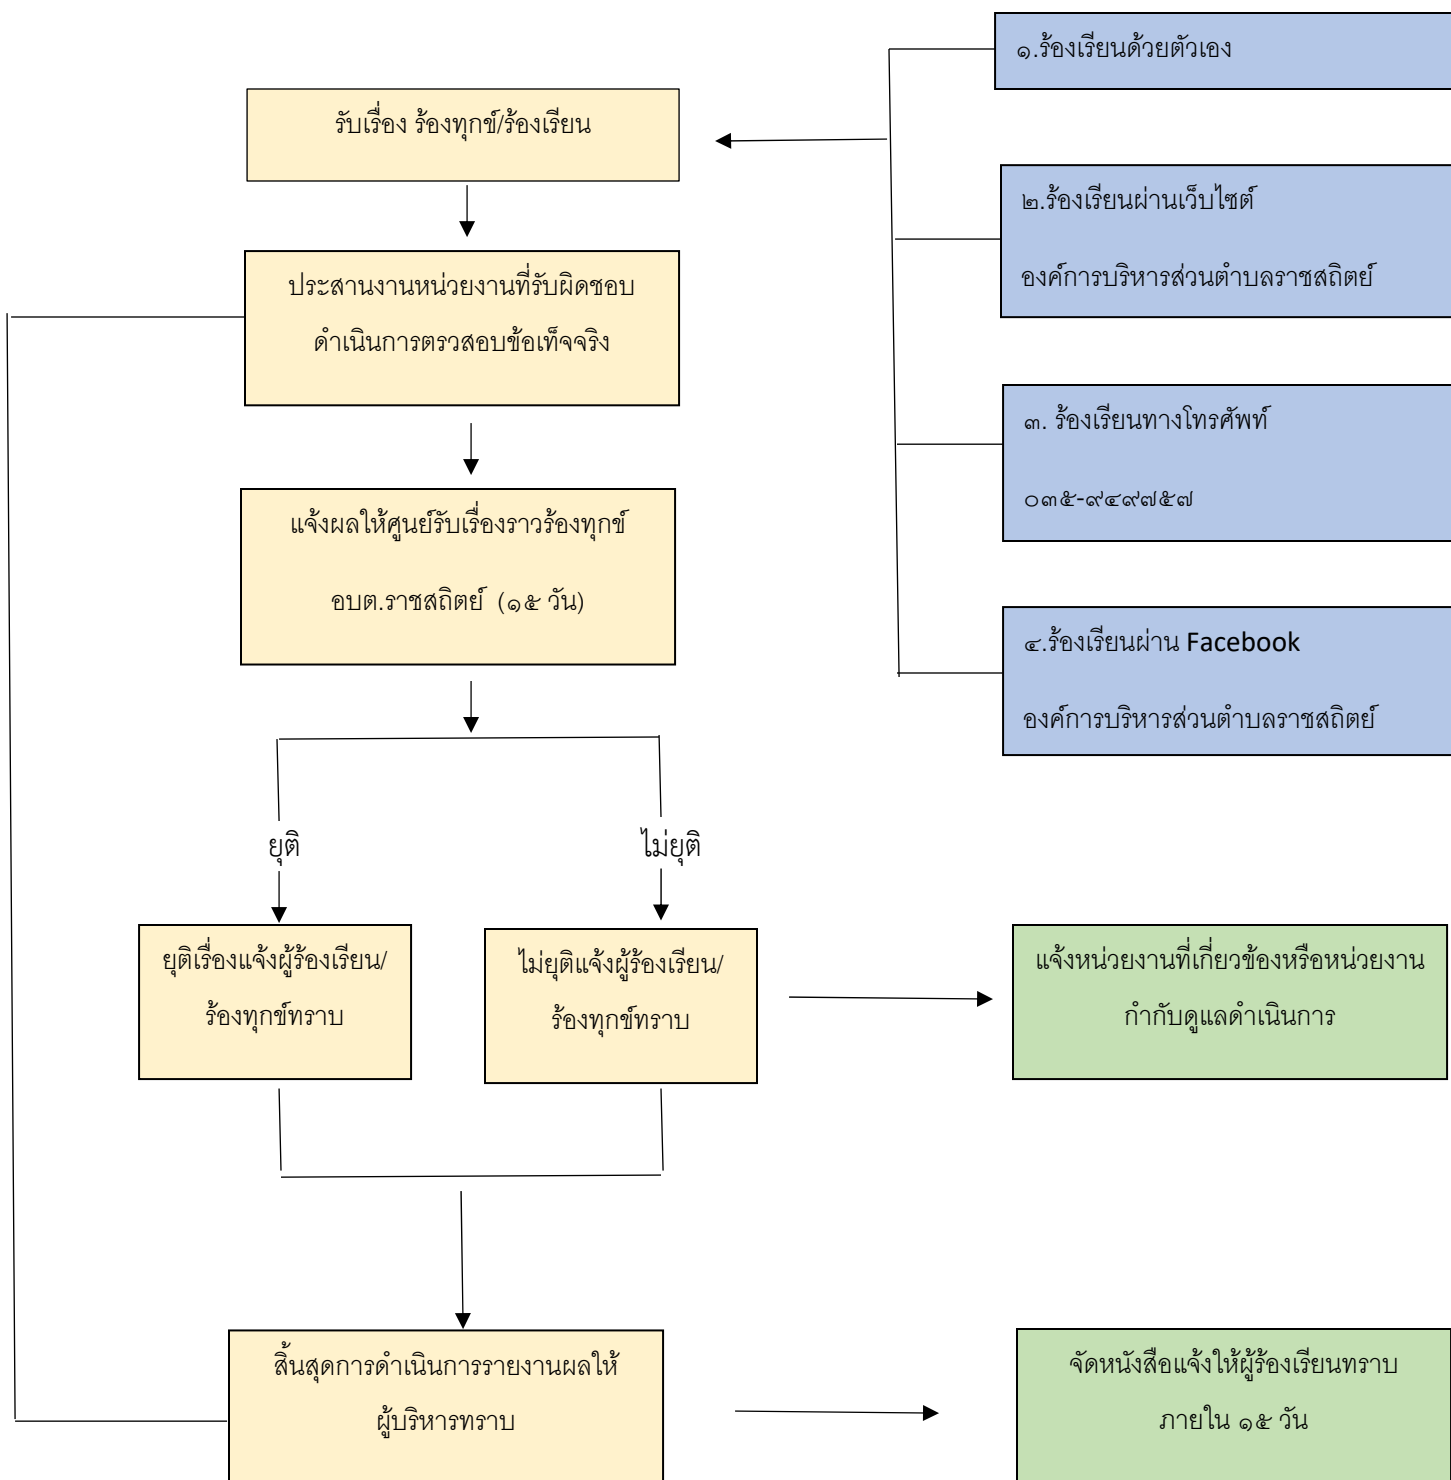 ๑.ร้องเรียนด้วยตัวเอง
รับเรื่อง ร้องทุกข์/ร้องเรียน
๒.ร้องเรียนผ่านเว็บไซต์
องค์การบริหารส่วนตำบลราชสถิตย์
ประสานงานหน่วยงานที่รับผิดชอบ
ดำเนินการตรวสอบข้อเท็จจริง
๓. ร้องเรียนทางโทรศัพท์
๐๓๕-๙๔๙๗๕๗
แจ้งผลให้ศูนย์รับเรื่องราวร้องทุกข์
อบต.ราชสถิตย์ (๑๕ วัน)
๔.ร้องเรียนผ่าน Facebook
องค์การบริหารส่วนตำบลราชสถิตย์
ยุติ
ไม่ยุติ
ยุติเรื่องแจ้งผู้ร้องเรียน/
ร้องทุกข์ทราบ
ไม่ยุติแจ้งผู้ร้องเรียน/
ร้องทุกข์ทราบ
แจ้งหน่วยงานที่เกี่ยวข้องหรือหน่วยงาน
กำกับดูแลดำเนินการ
สิ้นสุดการดำเนินการรายงานผลให้
ผู้บริหารทราบ
จัดหนังสือแจ้งให้ผู้ร้องเรียนทราบ
ภายใน ๑๕ วัน